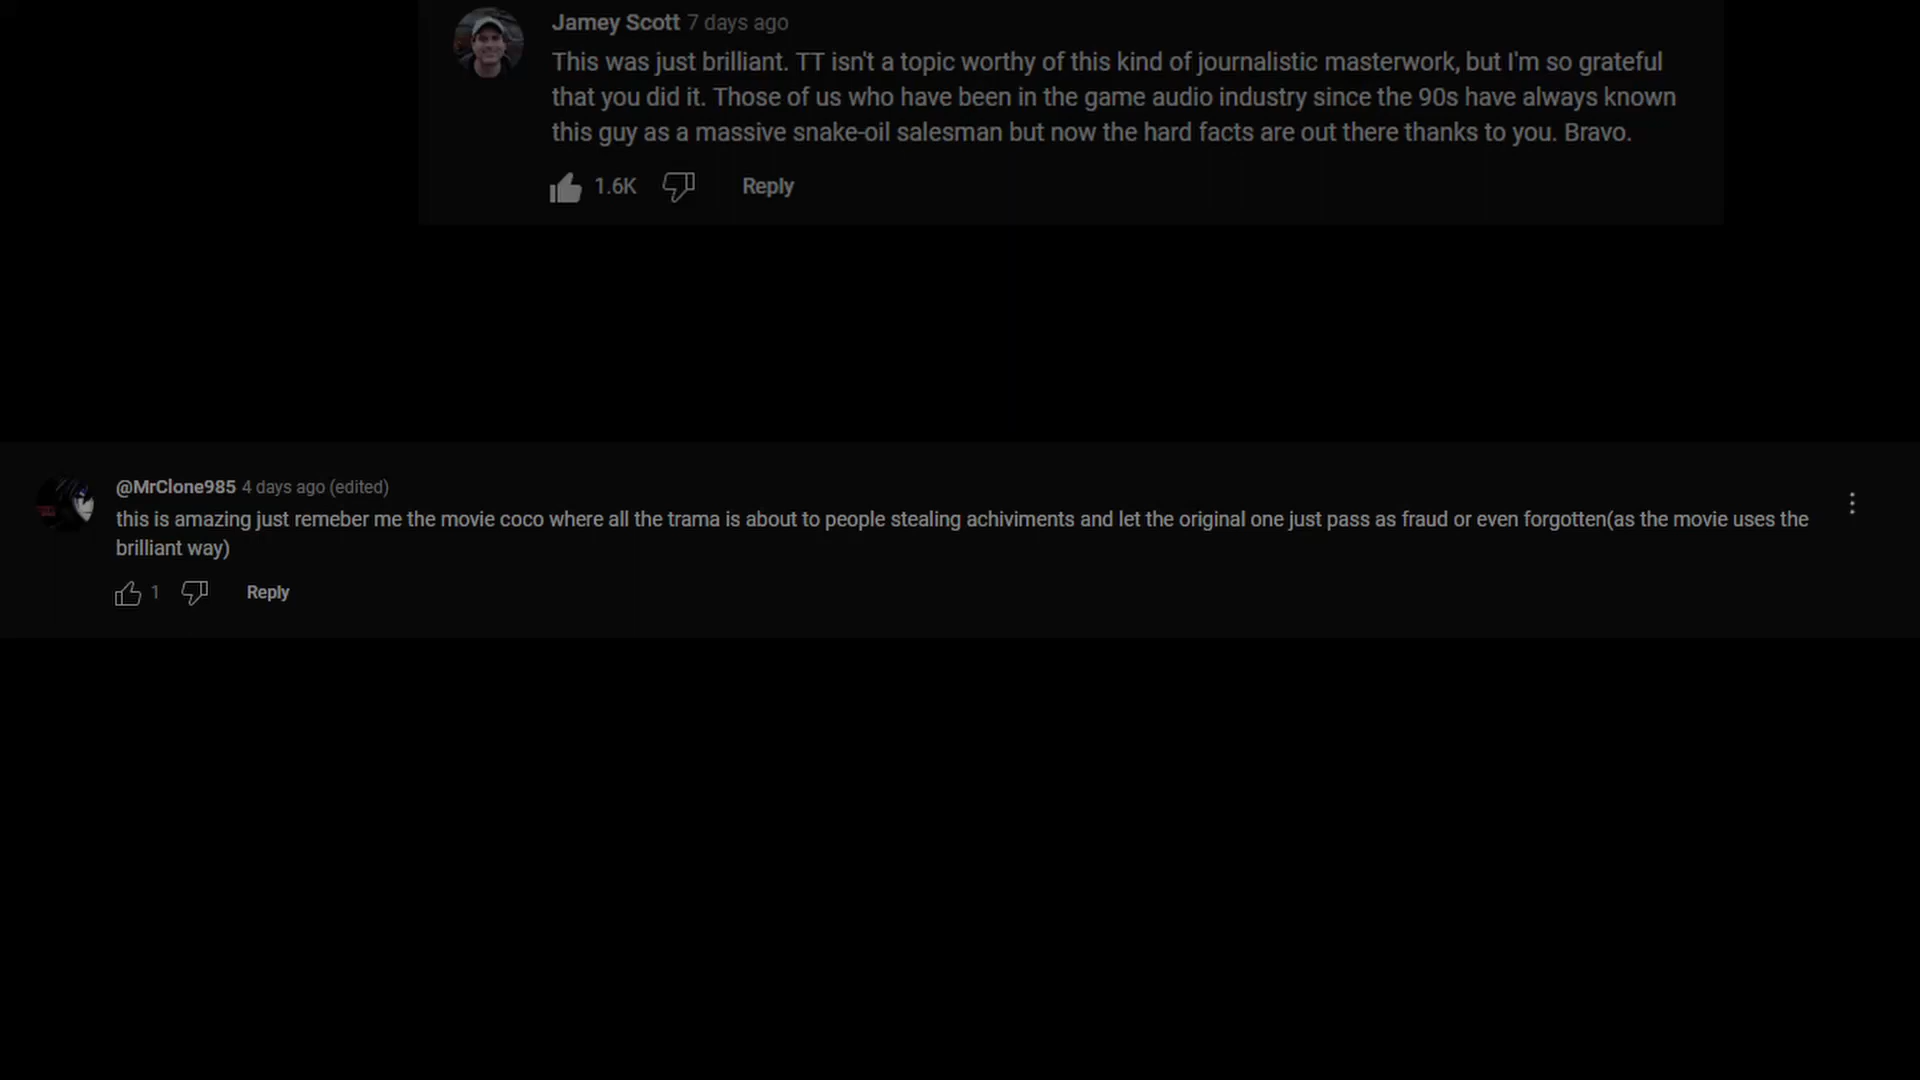 Jamey Scott 7 days ago
This was just brilliant. TT isn't a topic worthy of this kind of journalistic masterwork, but I'm so grateful
that you did it. Those of us who have been in the game audio industry since the 90s have always known
this guy as a massive snake-oil salesman but now the hard facts are out there thanks to you. Bravo.
1.6K Reply
@MrClone985 4 days ago (edited)
this is amazing just remeber me the movie coco where all the trama is about to people stealing achiviments and let the original one just pass as fraud or even forgotten(as the movie uses the
brilliant way)
1 Reply